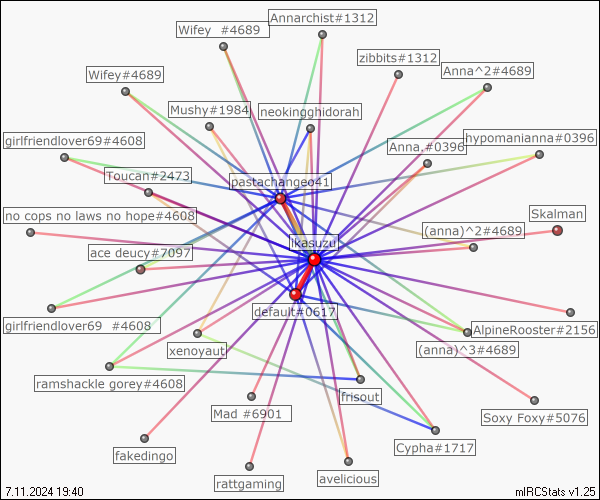 Annarchist#1312
Wifey #4689
zibbits#1312
Anna^2#4689
Wifey#4689
Mushy#1984
neokingghidorah
girlfriendlover69#4608
Anna.#0396
hypomanianna#0396
Toucan#2473
pastachangeo41
no cops no laws no hope#4608
Skalman
(anna)^2#4689
ikasuzu
ace deucy#7097
default#0617
girlfriendlover69 #4608
AlpineRooster#2156
xenoyaut
(anna)^3#4689
ramshackle gorey#4608
frisout
Mad #6901
Soxy Foxy#5076
Cypha#1717
fakedingo
avelicious
rattgaming
7.11.2024 19:40
mIRCStats v1.25